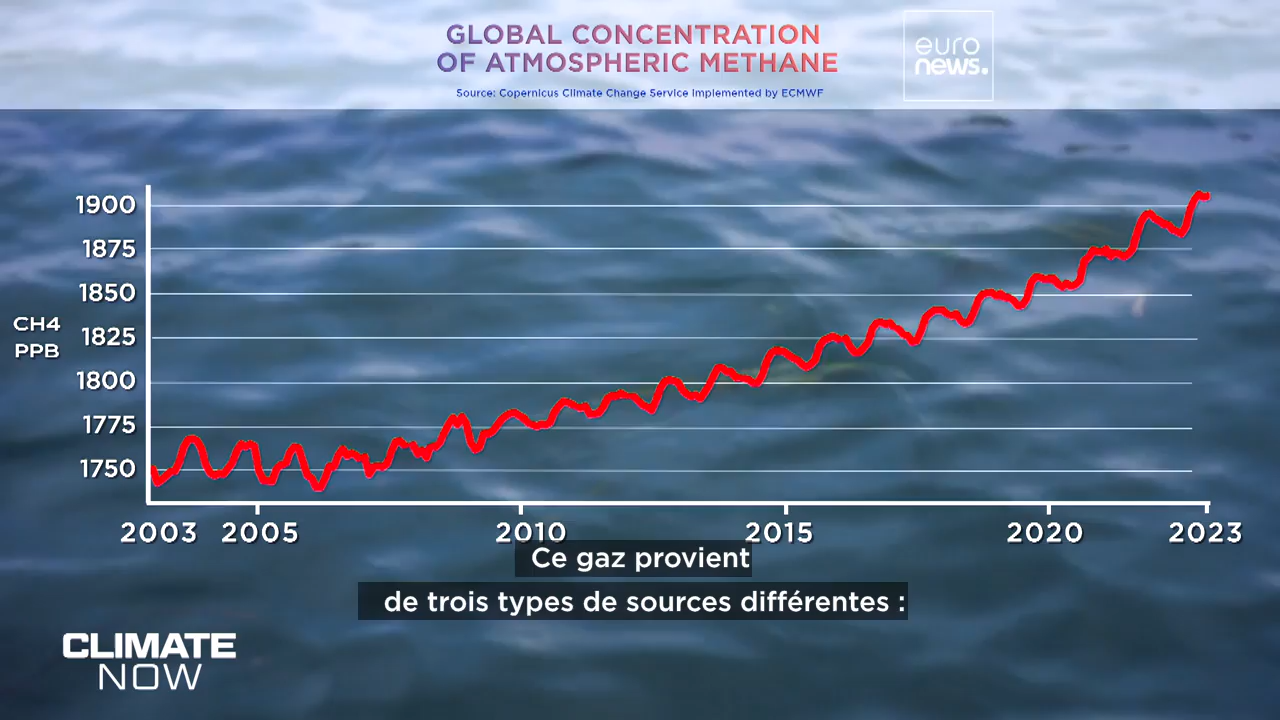 GLOBAL CONCENTRATION
OF ATMOSPHERIC METHANE
Source: Copernicus Climate Change Service Implemented by ECMWF
euro
news.
1900
1875
1850
CH4
PPB
1825
1800
1775
1750
2003 2005 2010 2015 2020 2023
Ce gaz provient
de trois types de sources différentes :
CLIMATE
NOW